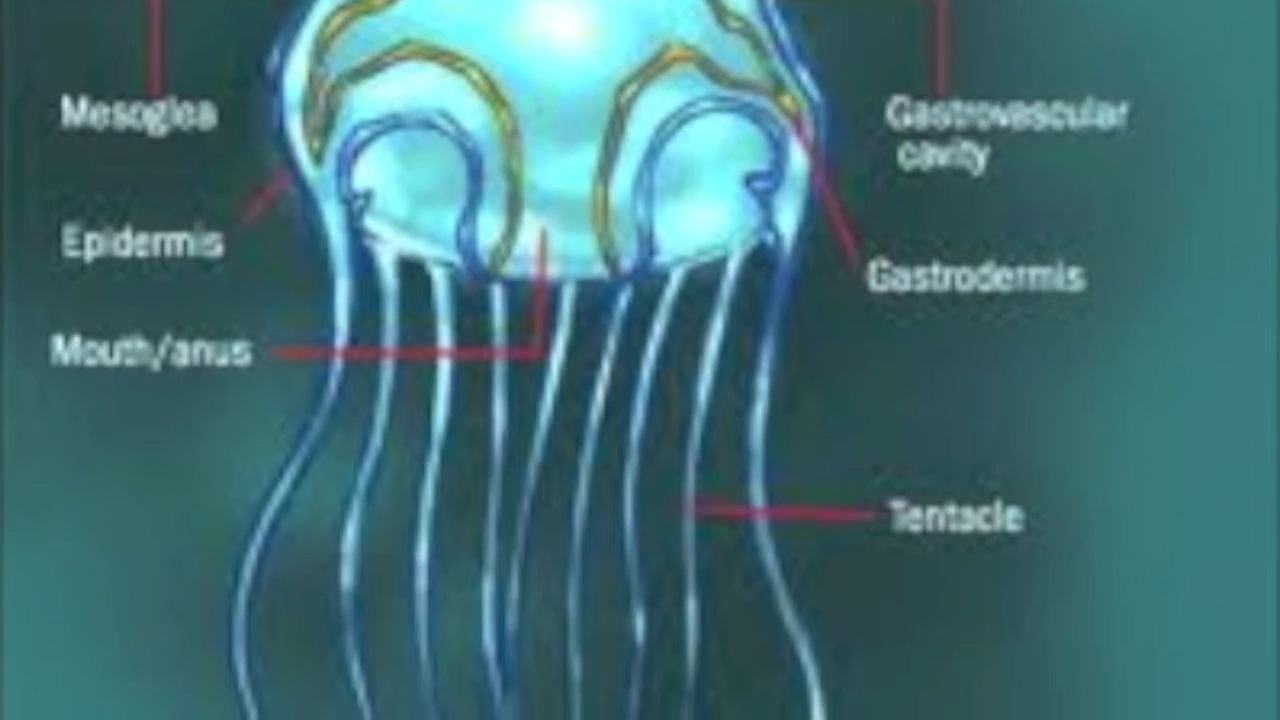 Mesoglea
Gastrovascular
cavity
Epidermis
Gastrodermis
Mouth/anus
Tentacle